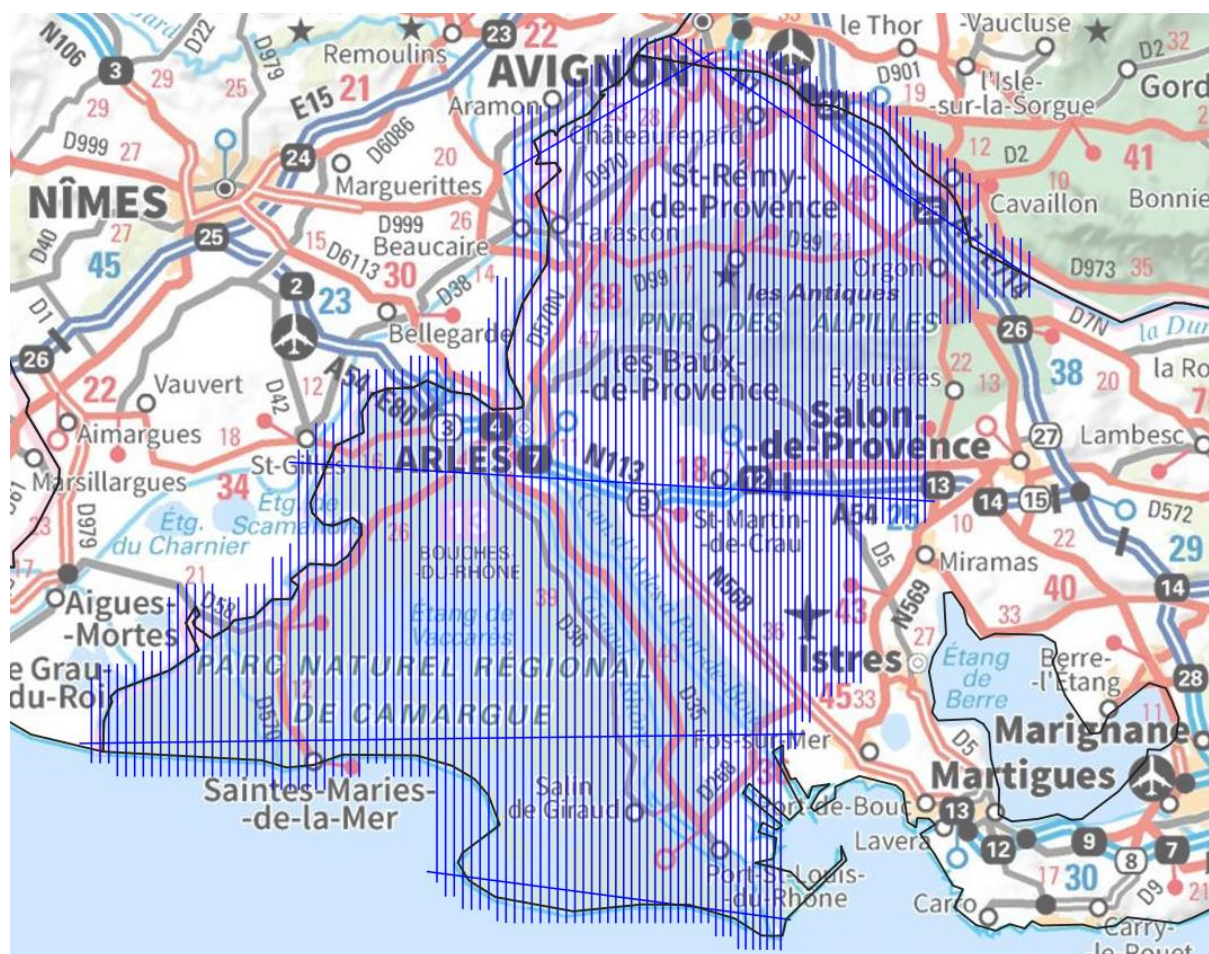 N106
D22
D979
3
29
29
25
Remoulins
23
22
AVIGNON
le Thor
-Vaucluse
D2
32
l'Isle-
-sur-la-Sorgue
Gord
D901
19
E15
21
Aramon
D999
27
24
D6086
Marguerittes
20
Châteaurenard
28
D970
12
D2
41
10
Bonnie
Cavaillon
NÎMES
St-Rémy-
-de-Provence
46
D40
27
25
45
15
D6113
D999
26
Beaucaire
30
D38
14
Tarascon
D99
21
D99
17
Orgon
D973
35
2
23
Bellegarde
D570N
38
47
les Antiques
PNR DES ALPILLES
26
D7N
la Dur
D1
26
22
Vauvert
D42
12
A54
E80
les Baux-
-de-Provence
Eyguières
22
13
38
20
la Ro
Aimargues
18
3
4
Salon-
-de-Provence
27
Lambesc
Marsillargues
34
St-Gilles
ARLES
7
N113
18
12
13
14
15
D572
23
D979
Étg.
du Charnier
Étg. de
Scamandre
26
9
St-Martin-
-de-Crau
A54
25
10
22
29
BOUCHES-
-DU-RHÔNE
D5
Miramas
17
21
D58
Aigues-
-Mortes
Étang de
Vaccarès
39
D36
N568
36
43
N569
27
40
33
14
le Grau-
-du-Roi
PARC NATUREL RÉGIONAL
DE CAMARGUE
12
D570
40
D35
Istres
45
33
Étang
de
Berre
Berre-
-l'Étang
11
28
Saintes-Maries-
-de-la-Mer
Salin
de Giraud
D268
Fos-sur-Mer
D5
Marignane
Martigues
Port-de-Bouc
13
Lavera
12
9
8
7
Port-St-Louis-
-du-Rhône
17
30
D9
21
Carro
Carry-
-le-Rouet